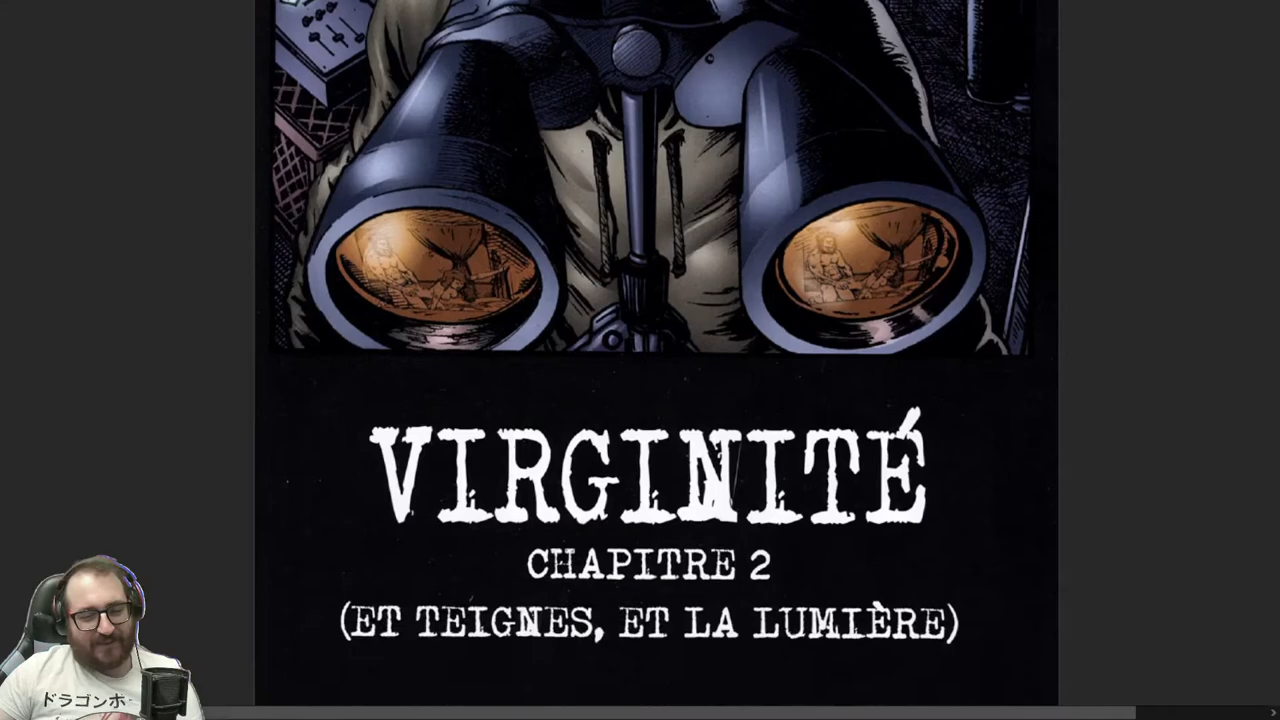 VIRGINITÉ
CHAPITRE 2
(ET TEIGNES, ET LA LUMIÈRE)
ドラゴンボ